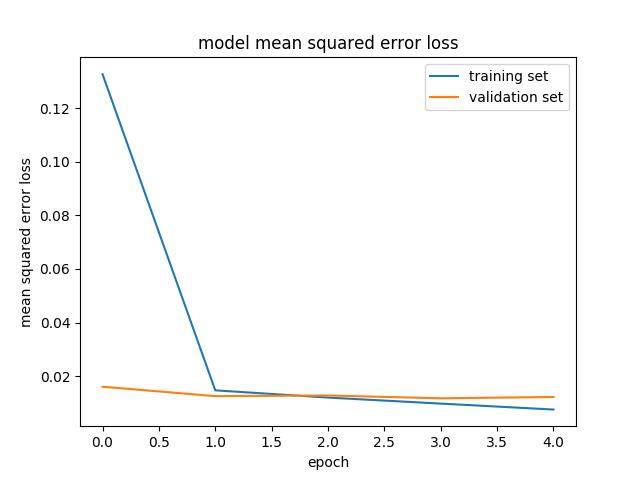 model mean squared error loss
training set
validation set
mean squared error loss
0.12
0.10
0.08
0.06
0.04
0.02
0.0 0.5 1.0 1.5 2.0 2.5 3.0 3.5 4.0
epoch